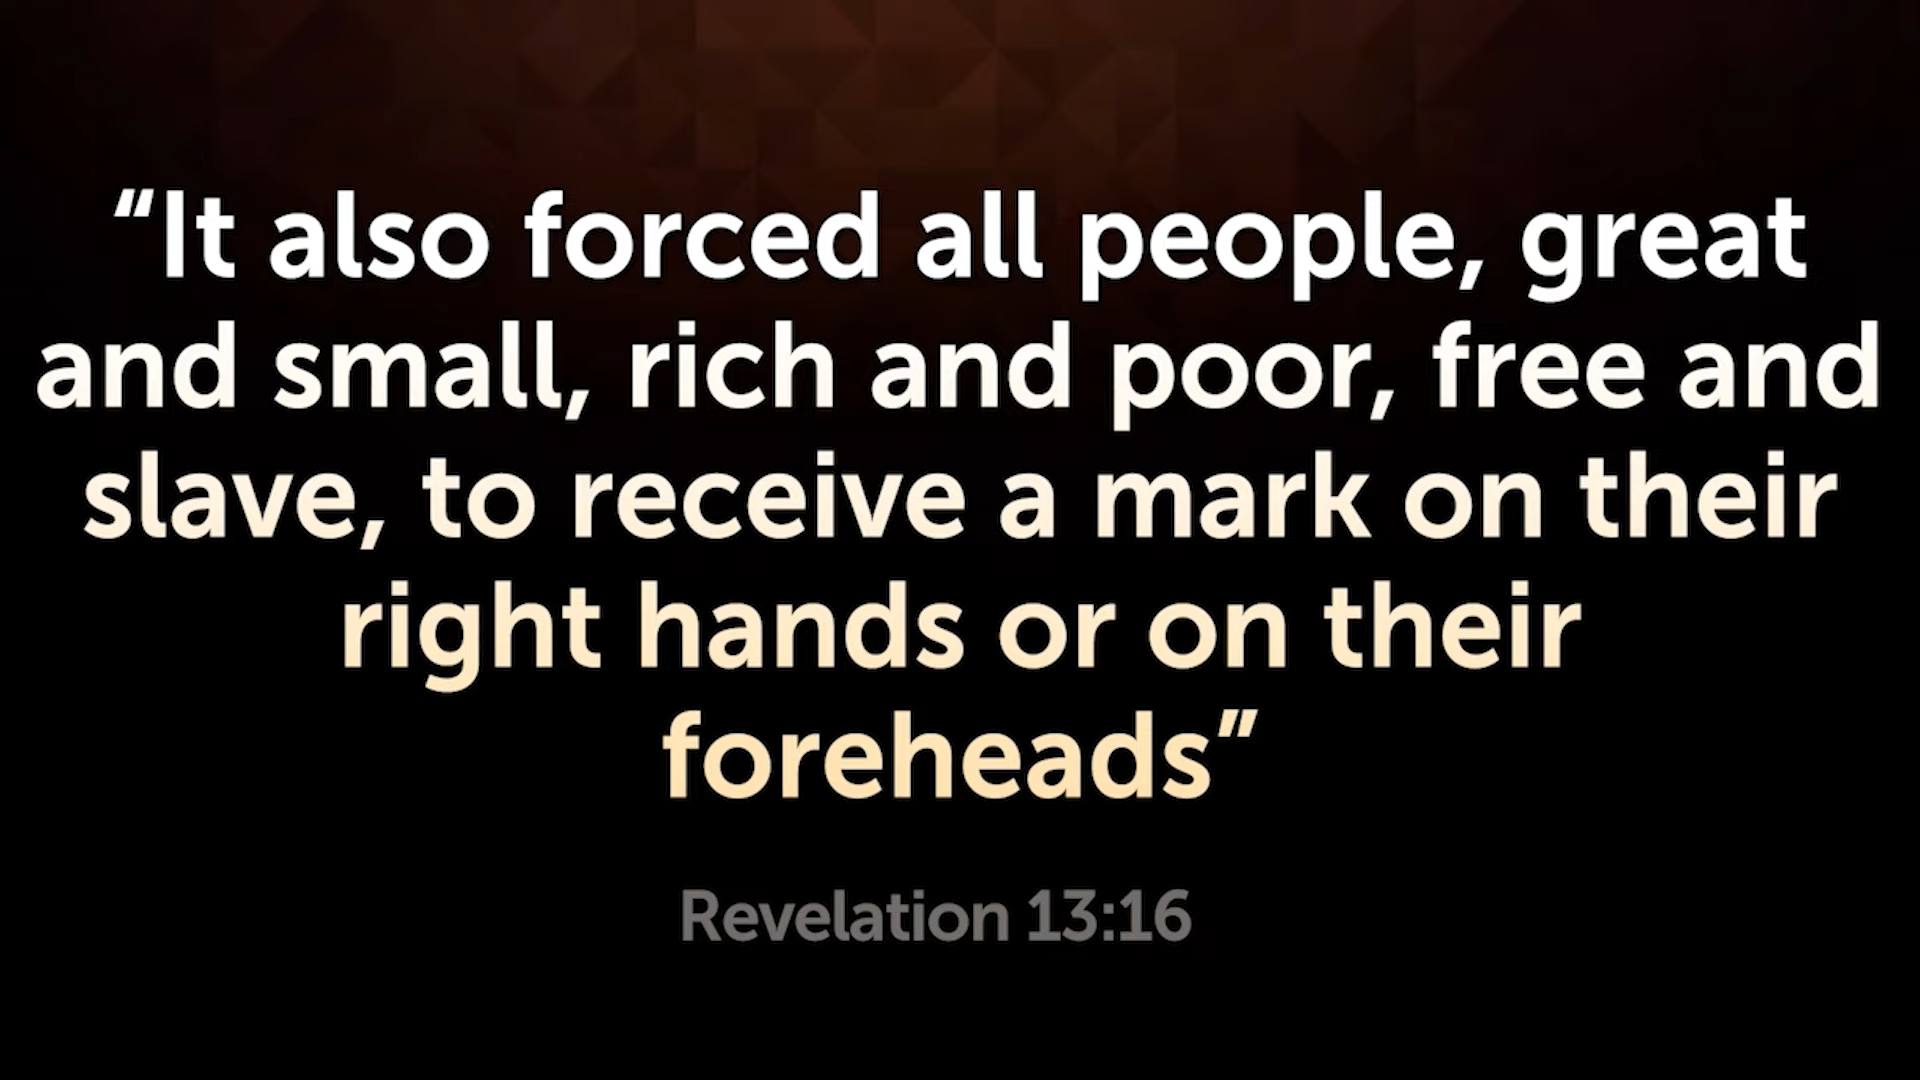 “It also forced all people, great
and small, rich and poor, free and
slave, to receive a mark on their
right hands or on their
foreheads”
Revelation 13:16